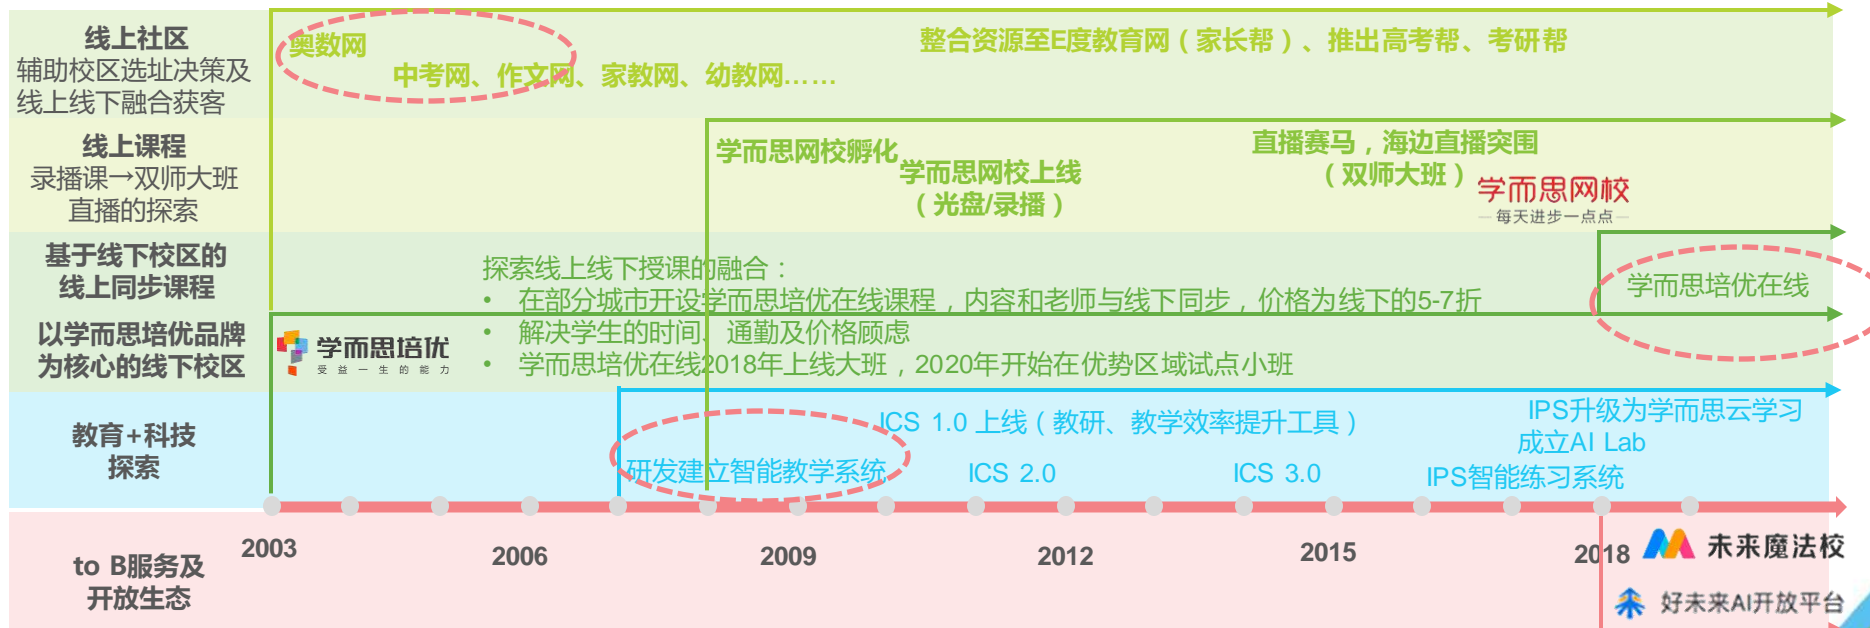 线上社区
辅助校区选址决策及
线上线下融合获客
奥数网
中考网、作文网、家教网、幼教网……
整合资源至E度教育网（家长帮）、推出高考帮、考研帮
线上课程
录播课→双师大班
直播的探索
学而思网校孵化
学而思网校上线
（光盘/录播）
直播赛马，海边直播突围
（双师大班）
学而思网校
每天进步一点点
基于线下校区的
线上同步课程
探索线上线下授课的融合：
• 在部分城市开设学而思培优在线课程，内容和老师与线下同步，价格为线下的5-7折
• 解决学生的时间、通勤及价格顾虑
• 学而思培优在线2018年上线大班，2020年开始在优势区域试点小班
学而思培优在线
以学而思培优品牌
为核心的线下校区
学而思培优
受益一生的能力
教育+科技
探索
研发建立智能教学系统
ICS 1.0 上线（教研、教学效率提升工具）
ICS 2.0
ICS 3.0
IPS升级为学而思云学习
成立AI Lab
IPS智能练习系统
2003
2006
2009
2012
2015
2018
to B服务及
开放生态
未来魔法校
好未来AI开放平台